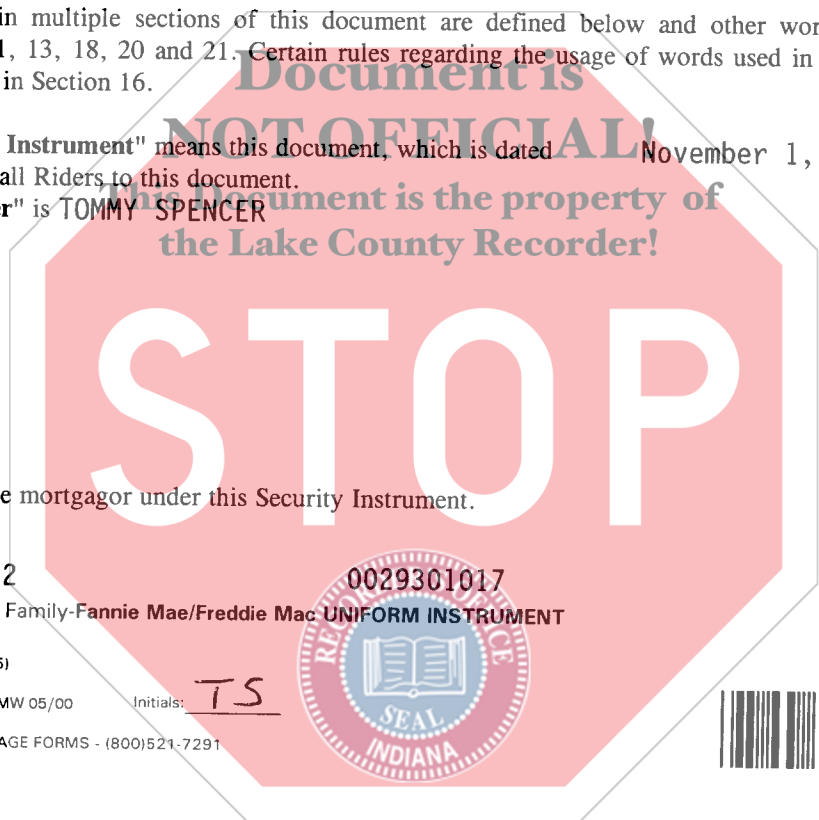 in multiple sections of this document are defined below and other wor
1, 13, 18, 20 and 21. Certain rules regarding the usage of words used in
in Section 16.
Document is
NOT OFFICIAL!
Instrument" means this document, which is dated November 1,
all Riders to this document.
This Document is the property of
r" is TOMMY SPENCER
the Lake County Recorder!
STOP
e mortgagor under this Security Instrument.
2 0029301017
Family-Fannie Mae/Freddie Mac UNIFORM INSTRUMENT
5)
MW 05/00 Initials: TS
AGE FORMS - (800)521-7291
SEAL
INDIANA